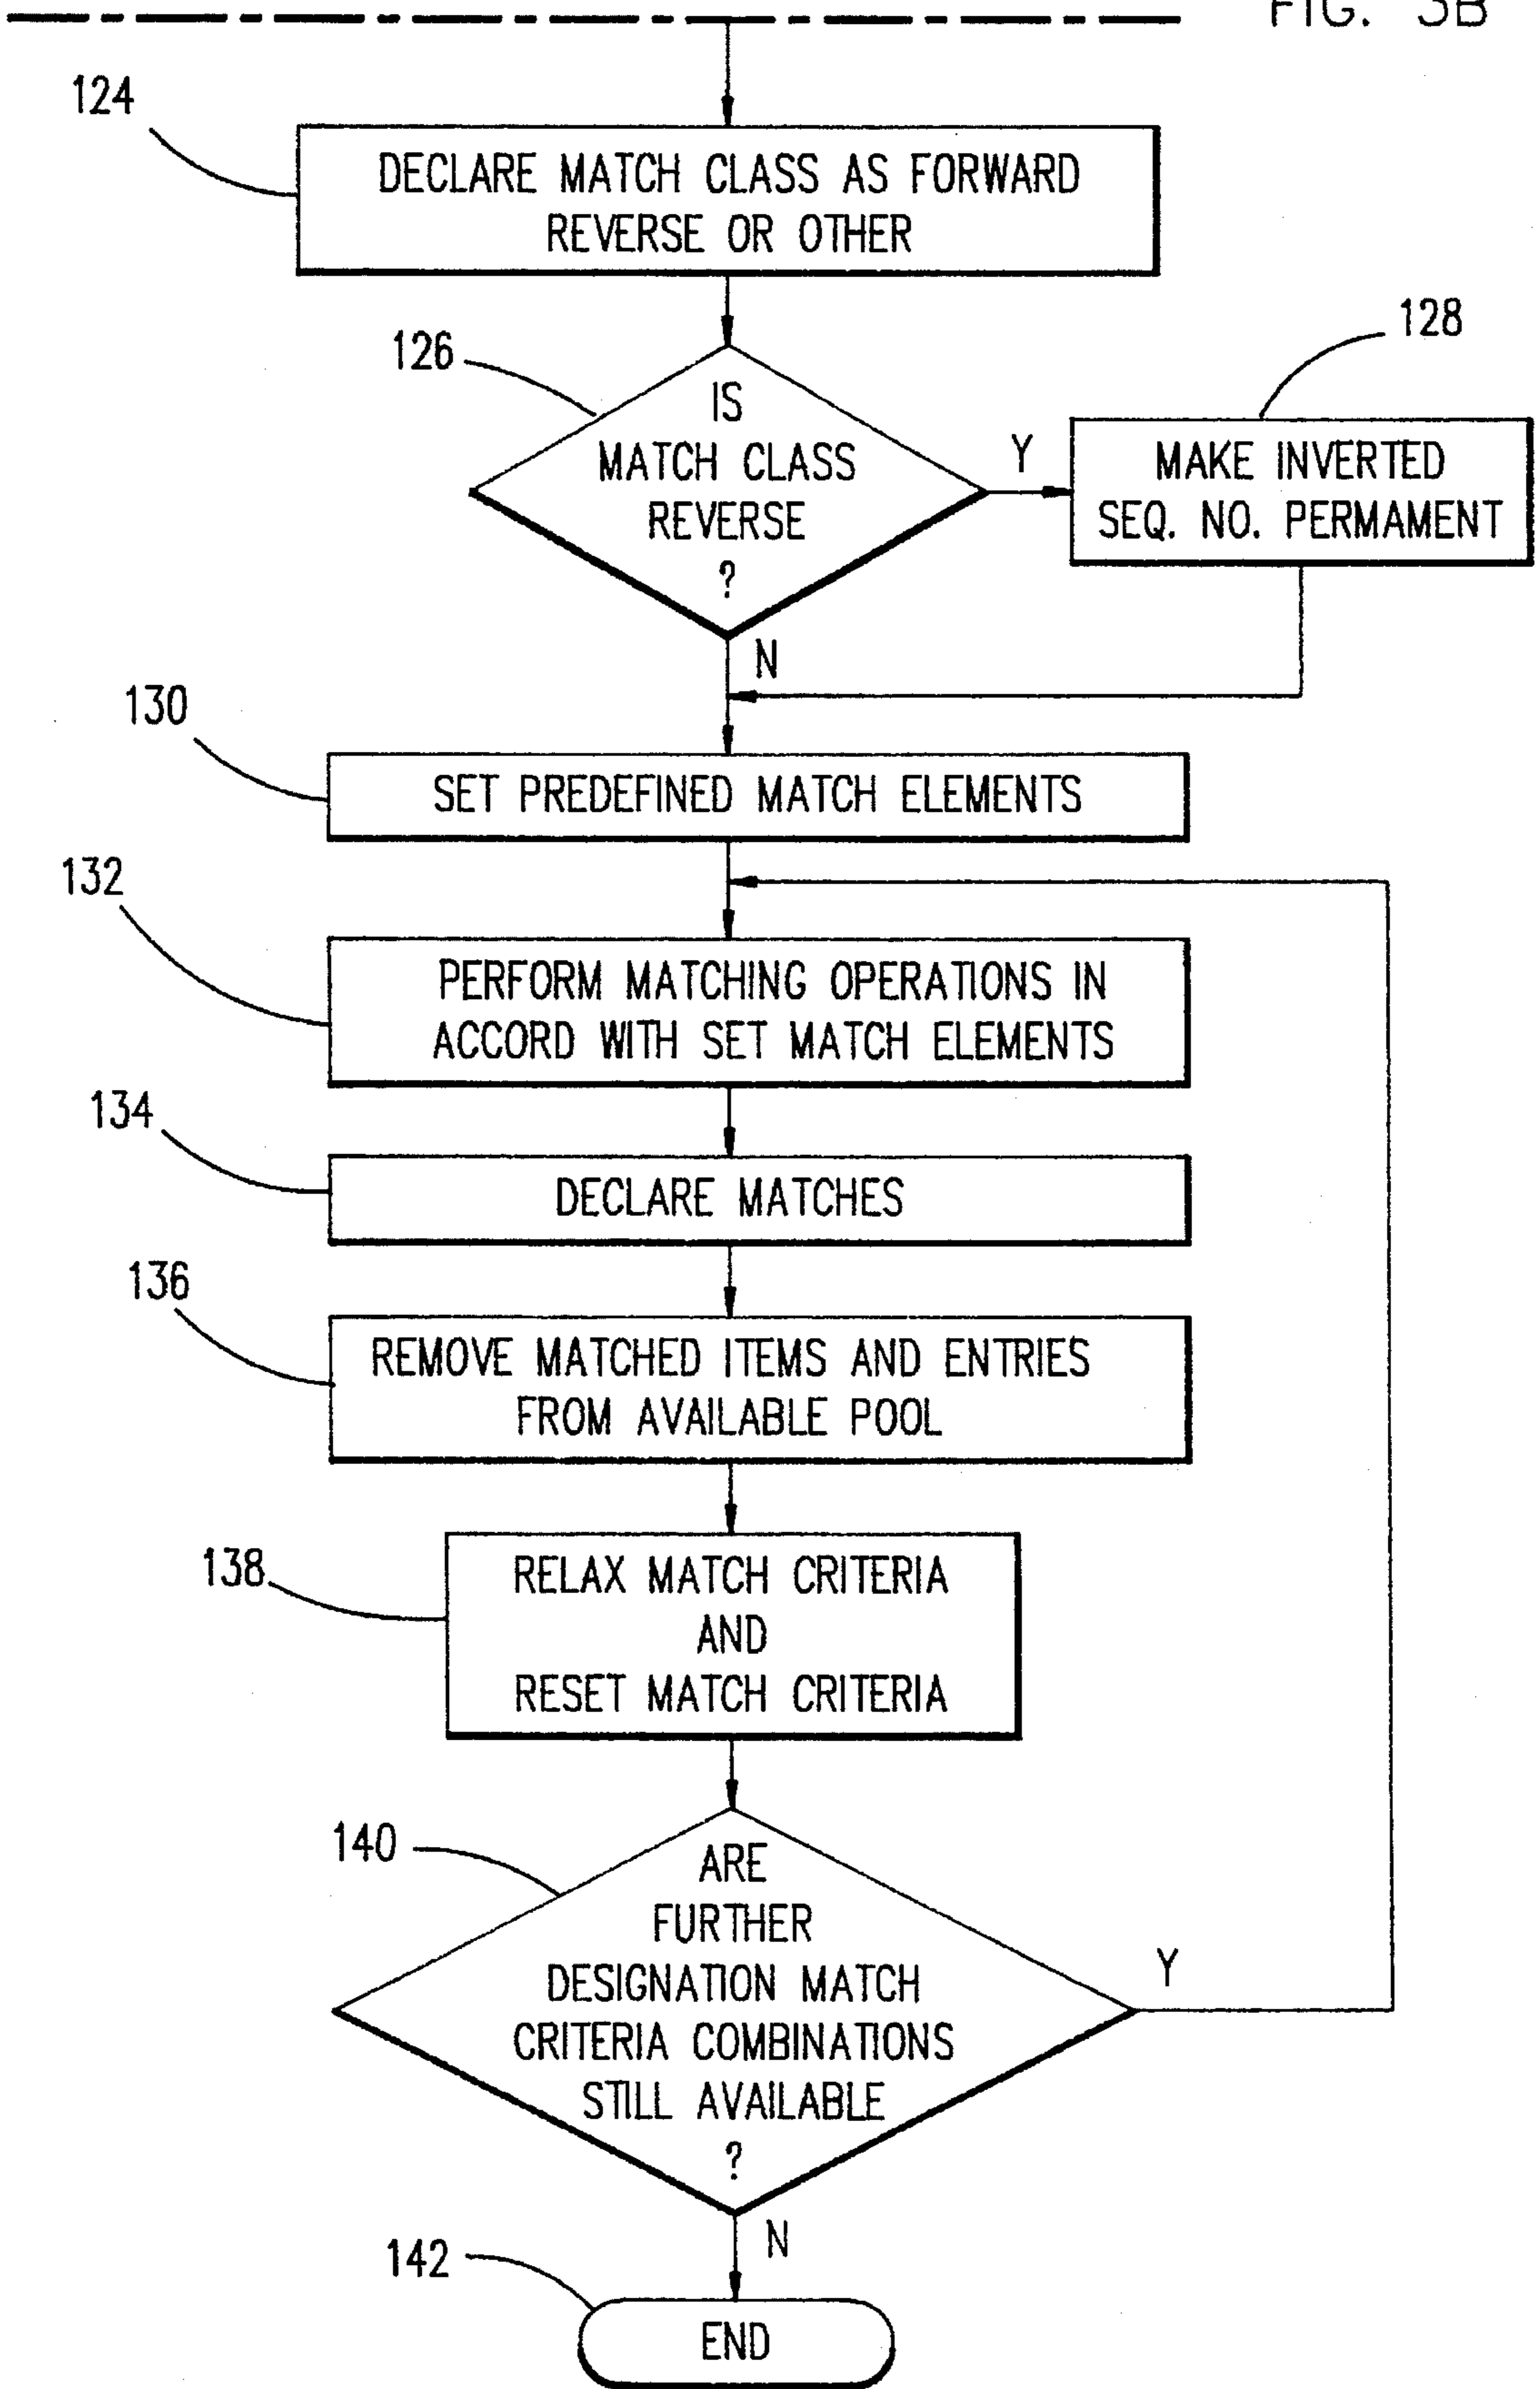 FIG. 3B
124
DECLARE MATCH CLASS AS FORWARD
REVERSE OR OTHER
126
IS
MATCH CLASS
REVERSE
?
Y
128
MAKE INVERTED
SEQ. NO. PERMAMENT
N
130
SET PREDEFINED MATCH ELEMENTS
132
PERFORM MATCHING OPERATIONS IN
ACCORD WITH SET MATCH ELEMENTS
134
DECLARE MATCHES
136
REMOVE MATCHED ITEMS AND ENTRIES
FROM AVAILABLE POOL
138
RELAX MATCH CRITERIA
AND
RESET MATCH CRITERIA
140
ARE
FURTHER
DESIGNATION MATCH
CRITERIA COMBINATIONS
STILL AVAILABLE
?
Y
N
142
END